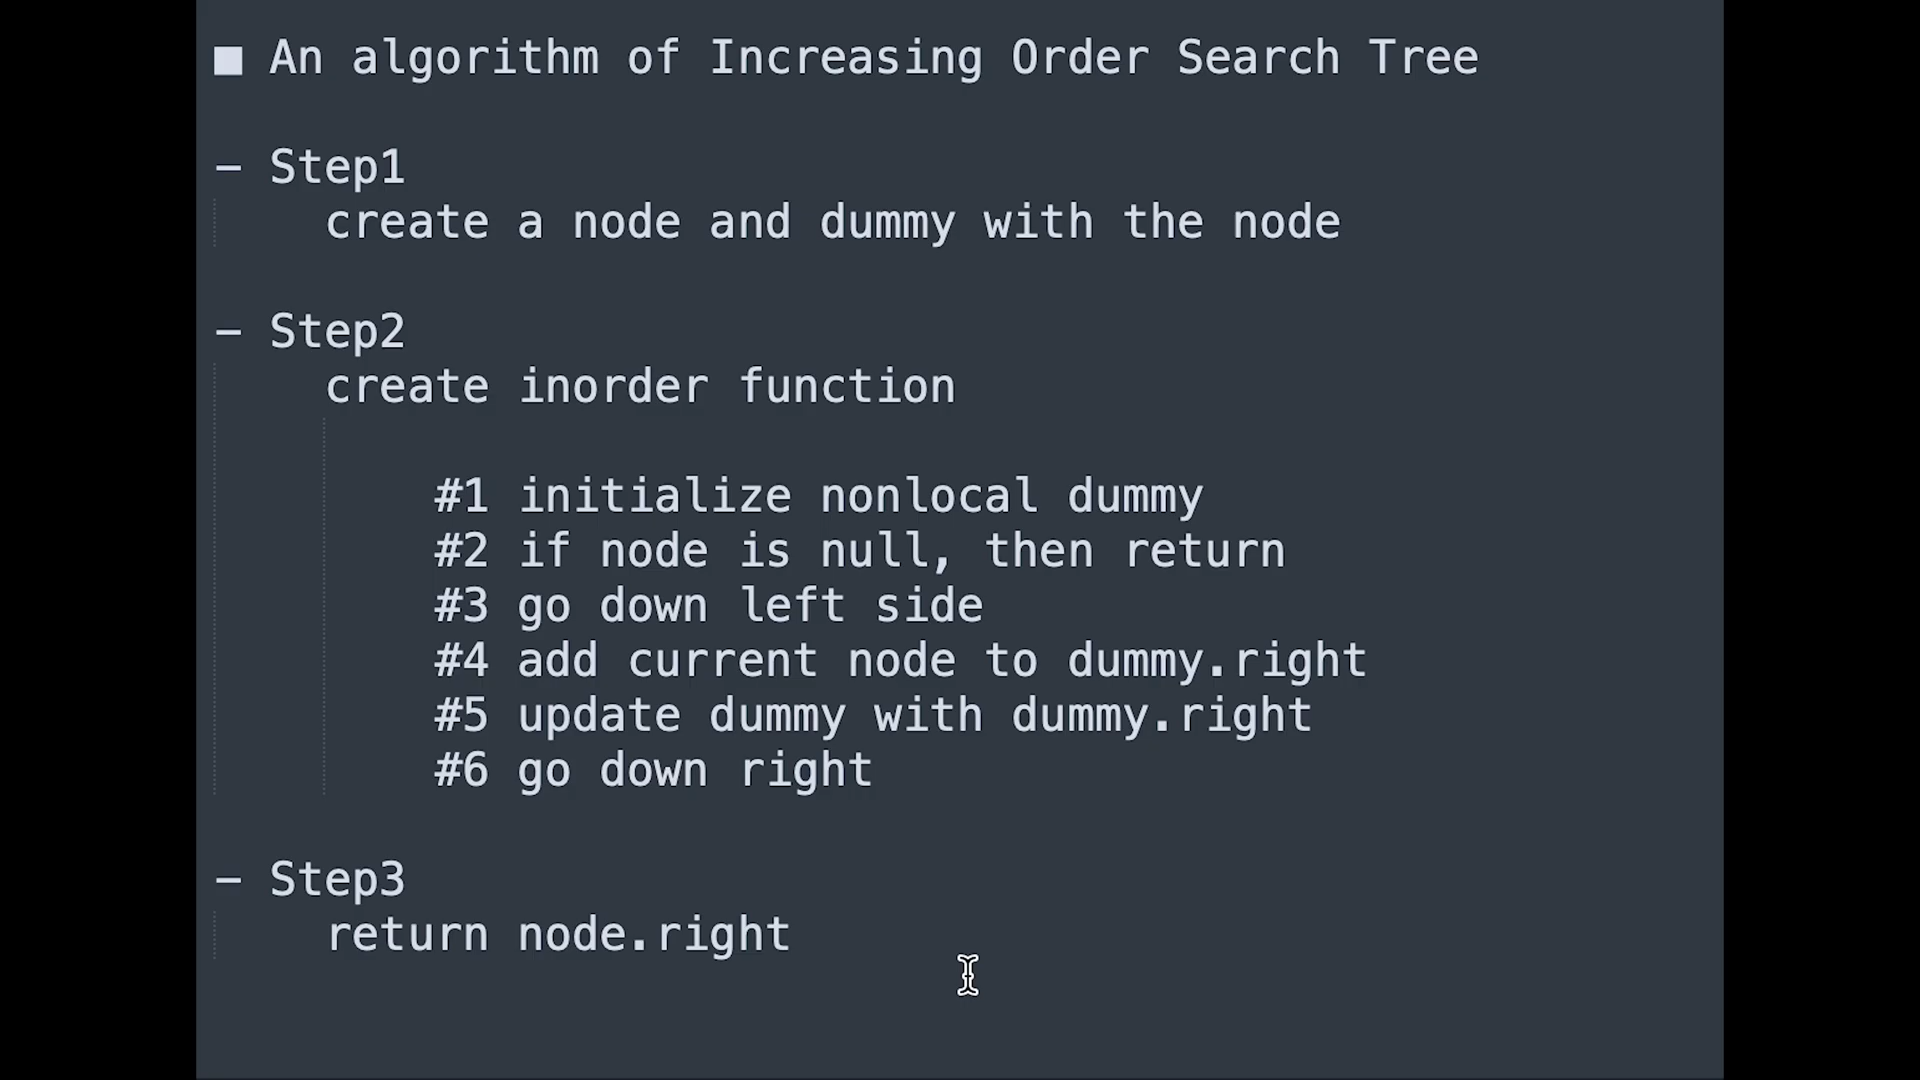 ■ An algorithm of Increasing Order Search Tree
– Step1
create a node and dummy with the node
– Step2
create inorder function
#1 initialize nonlocal dummy
#2 if node is null, then return
#3 go down left side
#4 add current node to dummy.right
#5 update dummy with dummy.right
#6 go down right
– Step3
return node.right